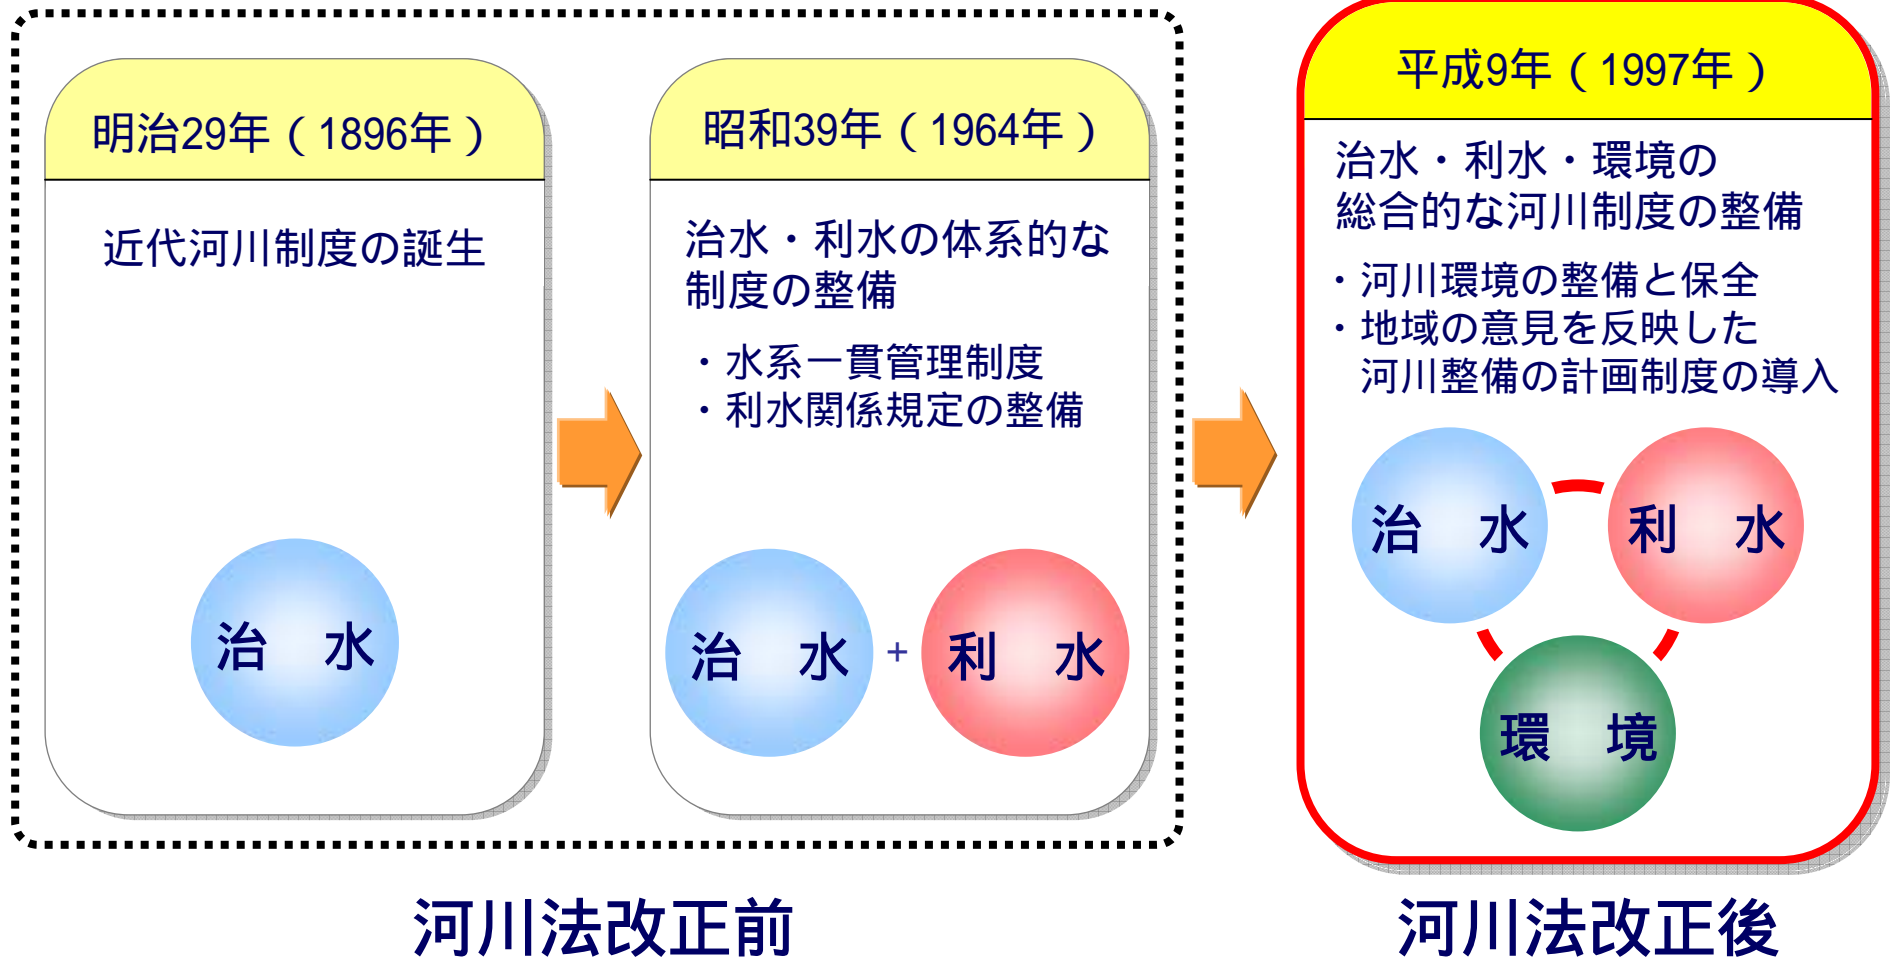 明治29年（1896年）
近代河川制度の誕生
治　水
昭和39年（1964年）
治水・利水の体系的な
制度の整備
・水系一貫管理制度
・利水関係規定の整備
治　水 + 利　水
平成9年（1997年）
治水・利水・環境の
総合的な河川制度の整備
・河川環境の整備と保全
・地域の意見を反映した
河川整備の計画制度の導入
治　水
利　水
環　境
河川法改正前
河川法改正後